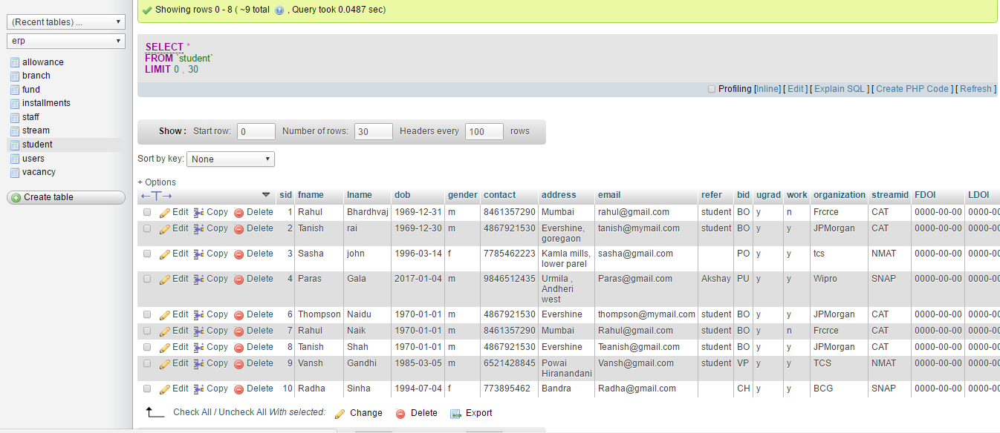 Showing rows 0 - 8 ( ~9 total , Query took 0.0487 sec)
(Recent tables) ...
erp
allowance
branch
fund
installments
staff
stream
student
users
vacancy
Create table
SELECT *
FROM `student`
LIMIT 0 , 30
Profiling [Inline] [ Edit ] [ Explain SQL ] [ Create PHP Code ] [ Refresh ]
Show : Start row: 0 Number of rows: 30 Headers every 100 rows
Sort by key: None
+ Options
←T→ sid fname lname dob gender contact address email refer bid ugrad work organization streamid FDOI LDOI
Edit Copy Delete 1 Rahul Bhardhvaj 1969-12-31 m 8461357290 Mumbai rahul@gmail.com student BO y n Frcrce CAT 0000-00-00 0000-00-0
Edit Copy Delete 2 Tanish rai 1969-12-30 m 4867921530 Evershine, tanish@mymail.com student BO y y JPMorgan CAT 0000-00-00 0000-00-0
goregaon
Edit Copy Delete 3 Sasha john 1996-03-14 f 7785462223 Kamla mills, sasha@gmail.com PO y y tcs NMAT 0000-00-00 0000-00-0
lower parel
Edit Copy Delete 4 Paras Gala 2017-01-04 m 9846512435 Urmila , Paras@gmail.com Akshay PU y y Wipro SNAP 0000-00-00 0000-00-0
Andheri
west
Edit Copy Delete 6 Thompson Naidu 1970-01-01 m 4867921530 Evershine thompson@mymail.com student BO y y JPMorgan CAT 0000-00-00 0000-00-0
Edit Copy Delete 7 Rahul Naik 1970-01-01 m 8461357290 Mumbai Rahul@gmail.com student BO y n Frcrce CAT 0000-00-00 0000-00-0
Edit Copy Delete 8 Tanish Shah 1970-01-01 m 4867921530 Evershine Teanish@gmail.com student BO y y JPMorgan CAT 0000-00-00 0000-00-0
Edit Copy Delete 9 Vansh Gandhi 1985-03-05 m 6521428845 Powai Vansh@gmail.com student VP y y TCS NMAT 0000-00-00 0000-00-0
Hiranandani
Edit Copy Delete 10 Radha Sinha 1994-07-04 f 773895462 Bandra Radha@gmail.com CH y y BCG SNAP 0000-00-00 0000-00-0
Check All / Uncheck All With selected: Change Delete Export